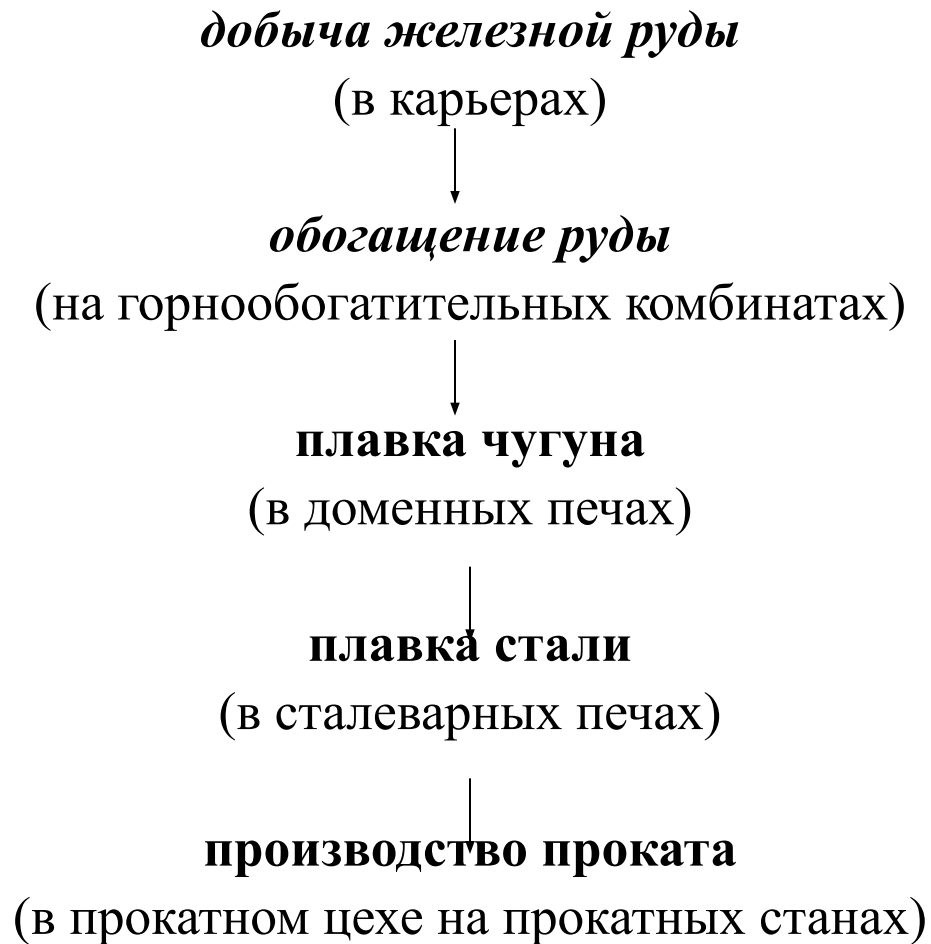 добыча железной руды
(в карьерах)
обогащение руды
(на горнообогатительных комбинатах)
плавка чугуна
(в доменных печах)
плавка стали
(в сталеварных печах)
производство проката
(в прокатном цехе на прокатных станах)